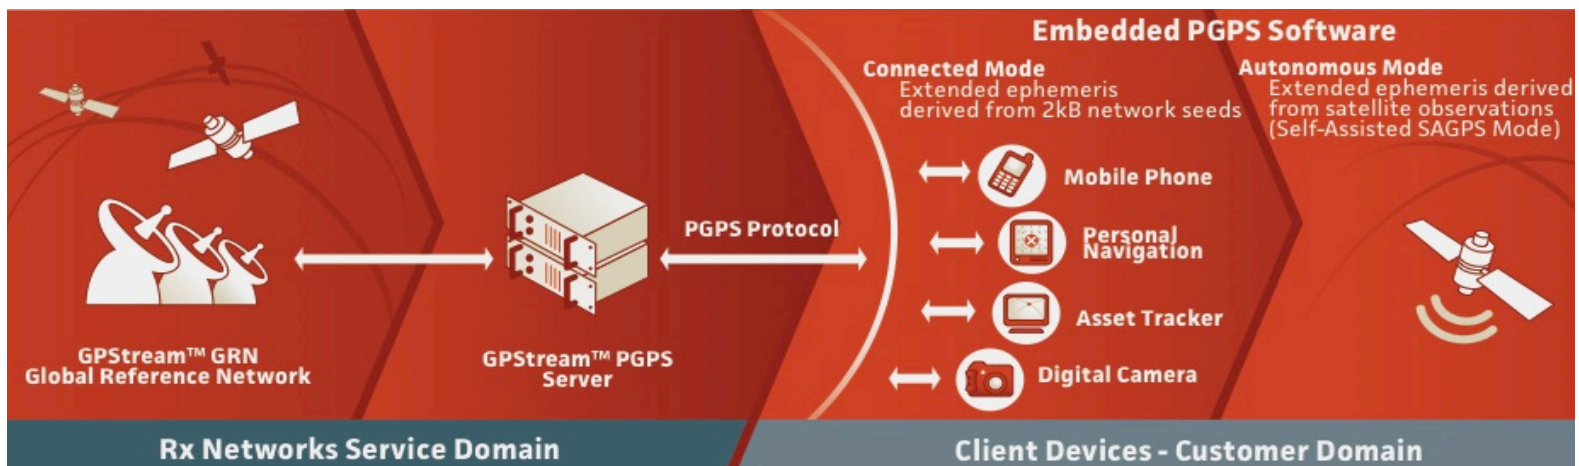 Embedded PGPS Software
Connected Mode
Extended ephemeris
derived from 2kB network seeds
Autonomous Mode
Extended ephemeris derived
from satellite observations
(Self-Assisted SAGPS Mode)
Mobile Phone
PGPS Protocol
Personal
Navigation
Asset Tracker
GPStream™ GRN
Global Reference Network
GPStream™ PGPS
Server
Digital Camera
Rx Networks Service Domain
Client Devices - Customer Domain